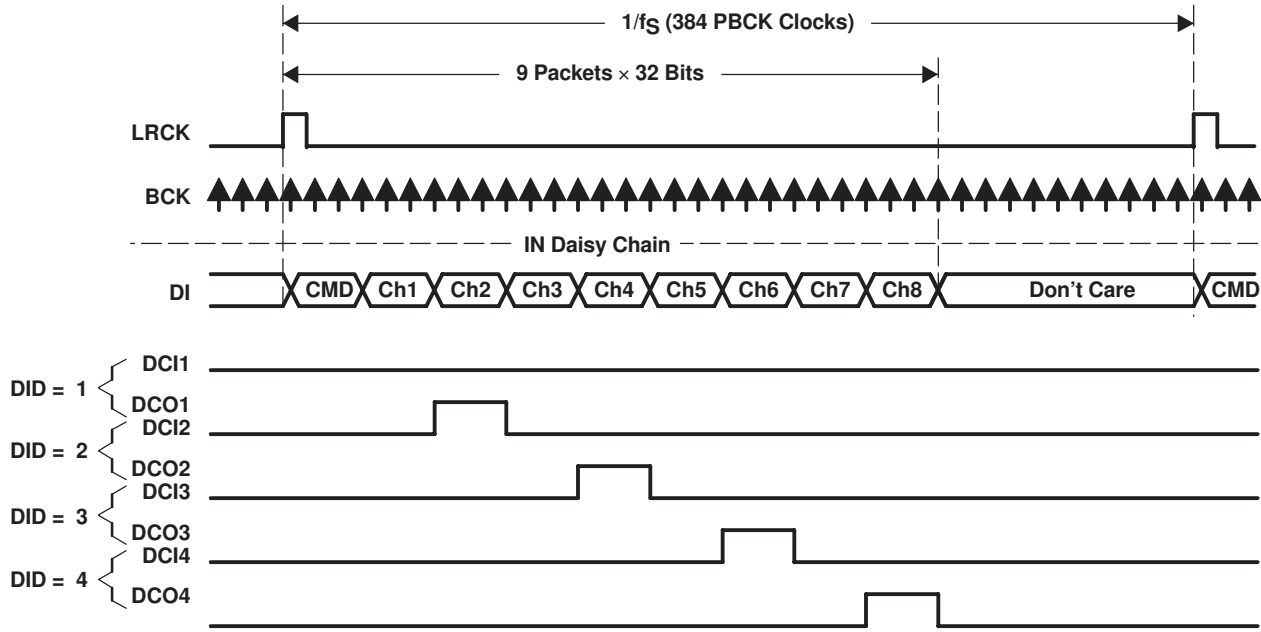 1/fS (384 PBCK Clocks)
9 Packets × 32 Bits
LRCK
BCK
IN Daisy Chain
DI
CMD Ch1 Ch2 Ch3 Ch4 Ch5 Ch6 Ch7 Ch8 Don't Care CMD
DID = 1
DCI1
DCO1
DID = 2
DCI2
DCO2
DID = 3
DCI3
DCO3
DID = 4
DCI4
DCO4